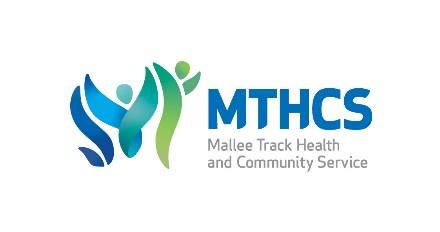 MTHCS
Mallee Track Health
and Community Service